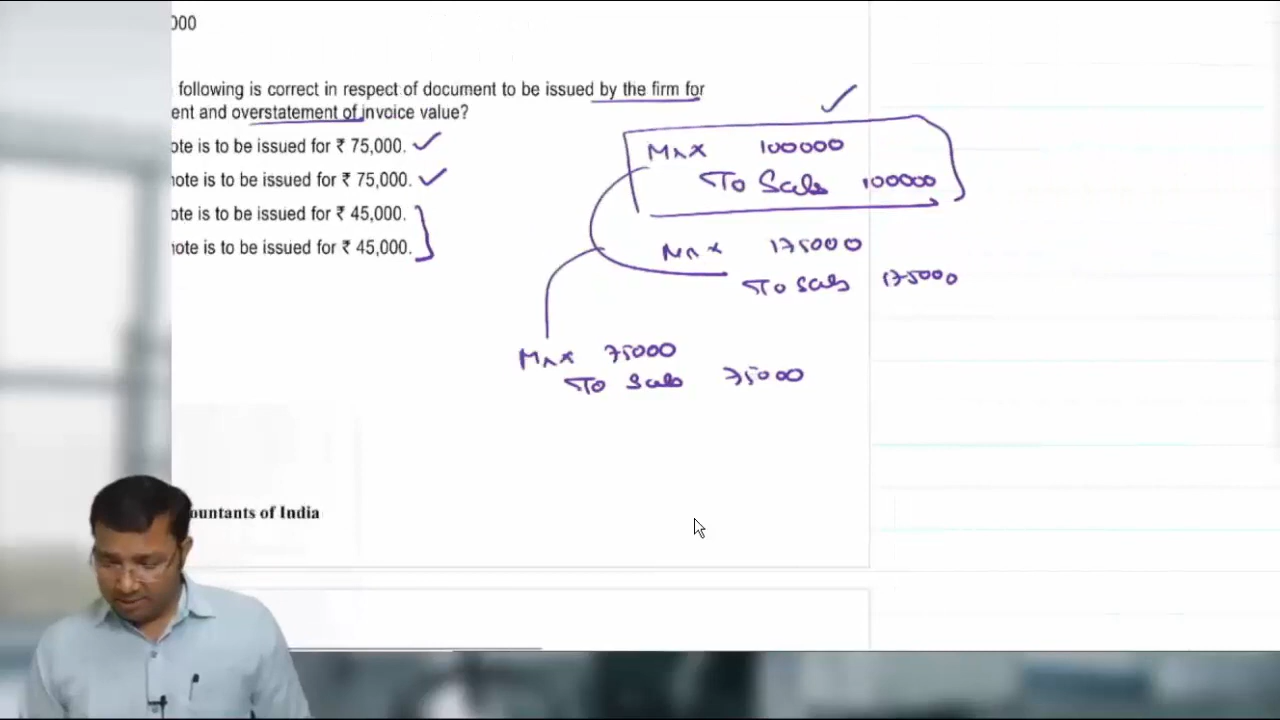 000
following is correct in respect of document to be issued by the firm for
ent and overstatement of invoice value?
ote is to be issued for ₹ 75,000.
note is to be issued for ₹ 75,000.
ote is to be issued for ₹ 45,000.
note is to be issued for ₹ 45,000.
Max 100000
To Sales 100000
Max 175000
To Sales 175000
Max 75000
To Sales 75000
ountants of India